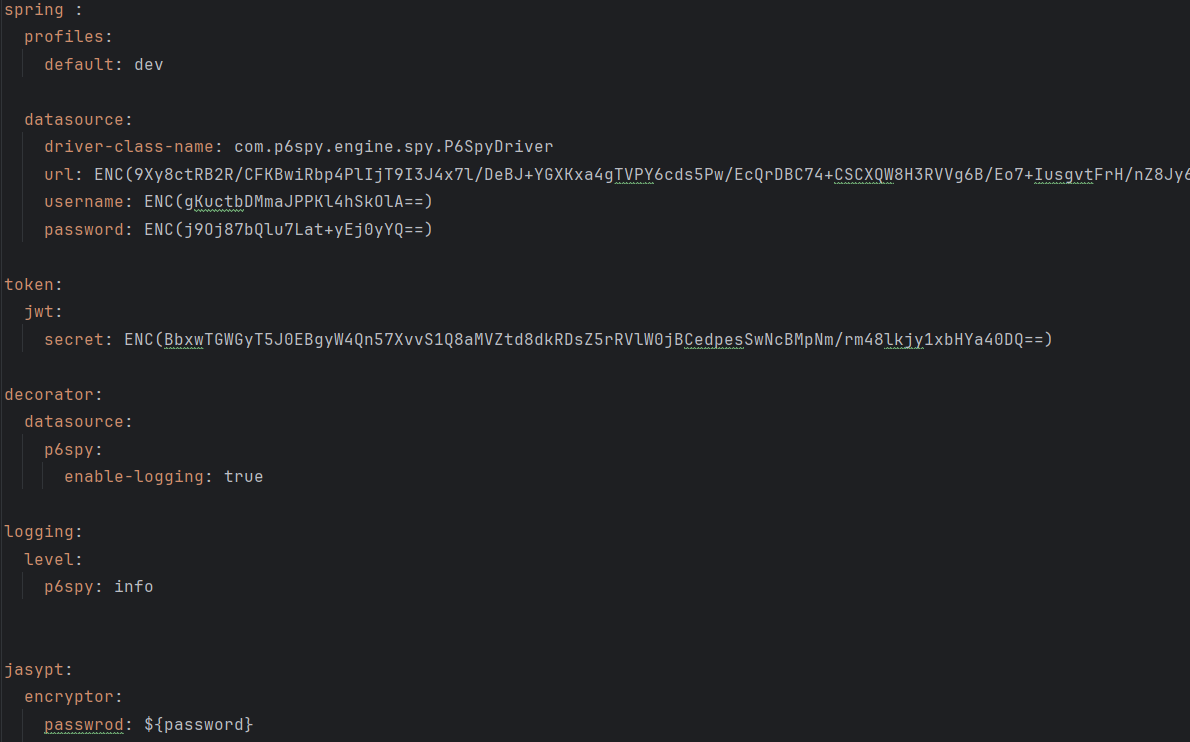 spring :
  profiles:
    default: dev

  datasource:
    driver-class-name: com.p6spy.engine.spy.P6SpyDriver
    url: ENC(9Xy8ctRB2R/CFKBwiRbp4PlIjT9I3J4x7l/DeBJ+YGXKxa4gTVPY6cds5Pw/EcQrDBC74+CSCXQW8H3RVVg6B/Eo7+IusgvtFrH/nZ8Jy6
    username: ENC(gKuctbDMmaJPPKl4hSkOlA==)
    password: ENC(j9Oj87bQlu7Lat+yEj0yYQ==)

token:
  jwt:
    secret: ENC(BbxwTGWGyT5J0EBgyW4Qn57XvvS1Q8aMVZtd8dkRDsZ5rRVlW0jBCedpesSwNcBMpNm/rm48lkjy1xbHYa40DQ==)

decorator:
  datasource:
    p6spy:
      enable-logging: true

logging:
  level:
    p6spy: info

jasypt:
  encryptor:
    passwrod: ${password}